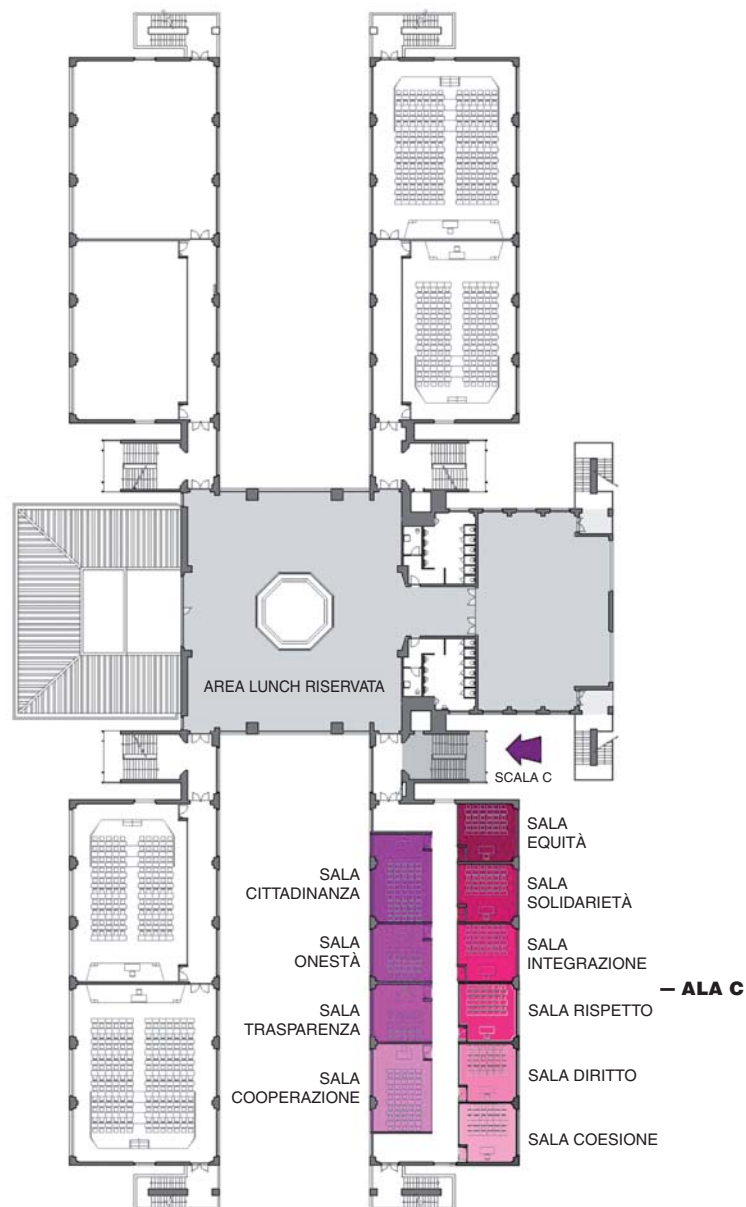 AREA LUNCH RISERVATA
SCALA C
SALA
CITTADINANZA
SALA
ONESTÀ
SALA
TRASPARENZA
SALA
COOPERAZIONE
SALA
EQUITÀ
SALA
SOLIDARIETÀ
SALA
INTEGRAZIONE
SALA RISPETTO
SALA DIRITTO
SALA COESIONE
— ALA C